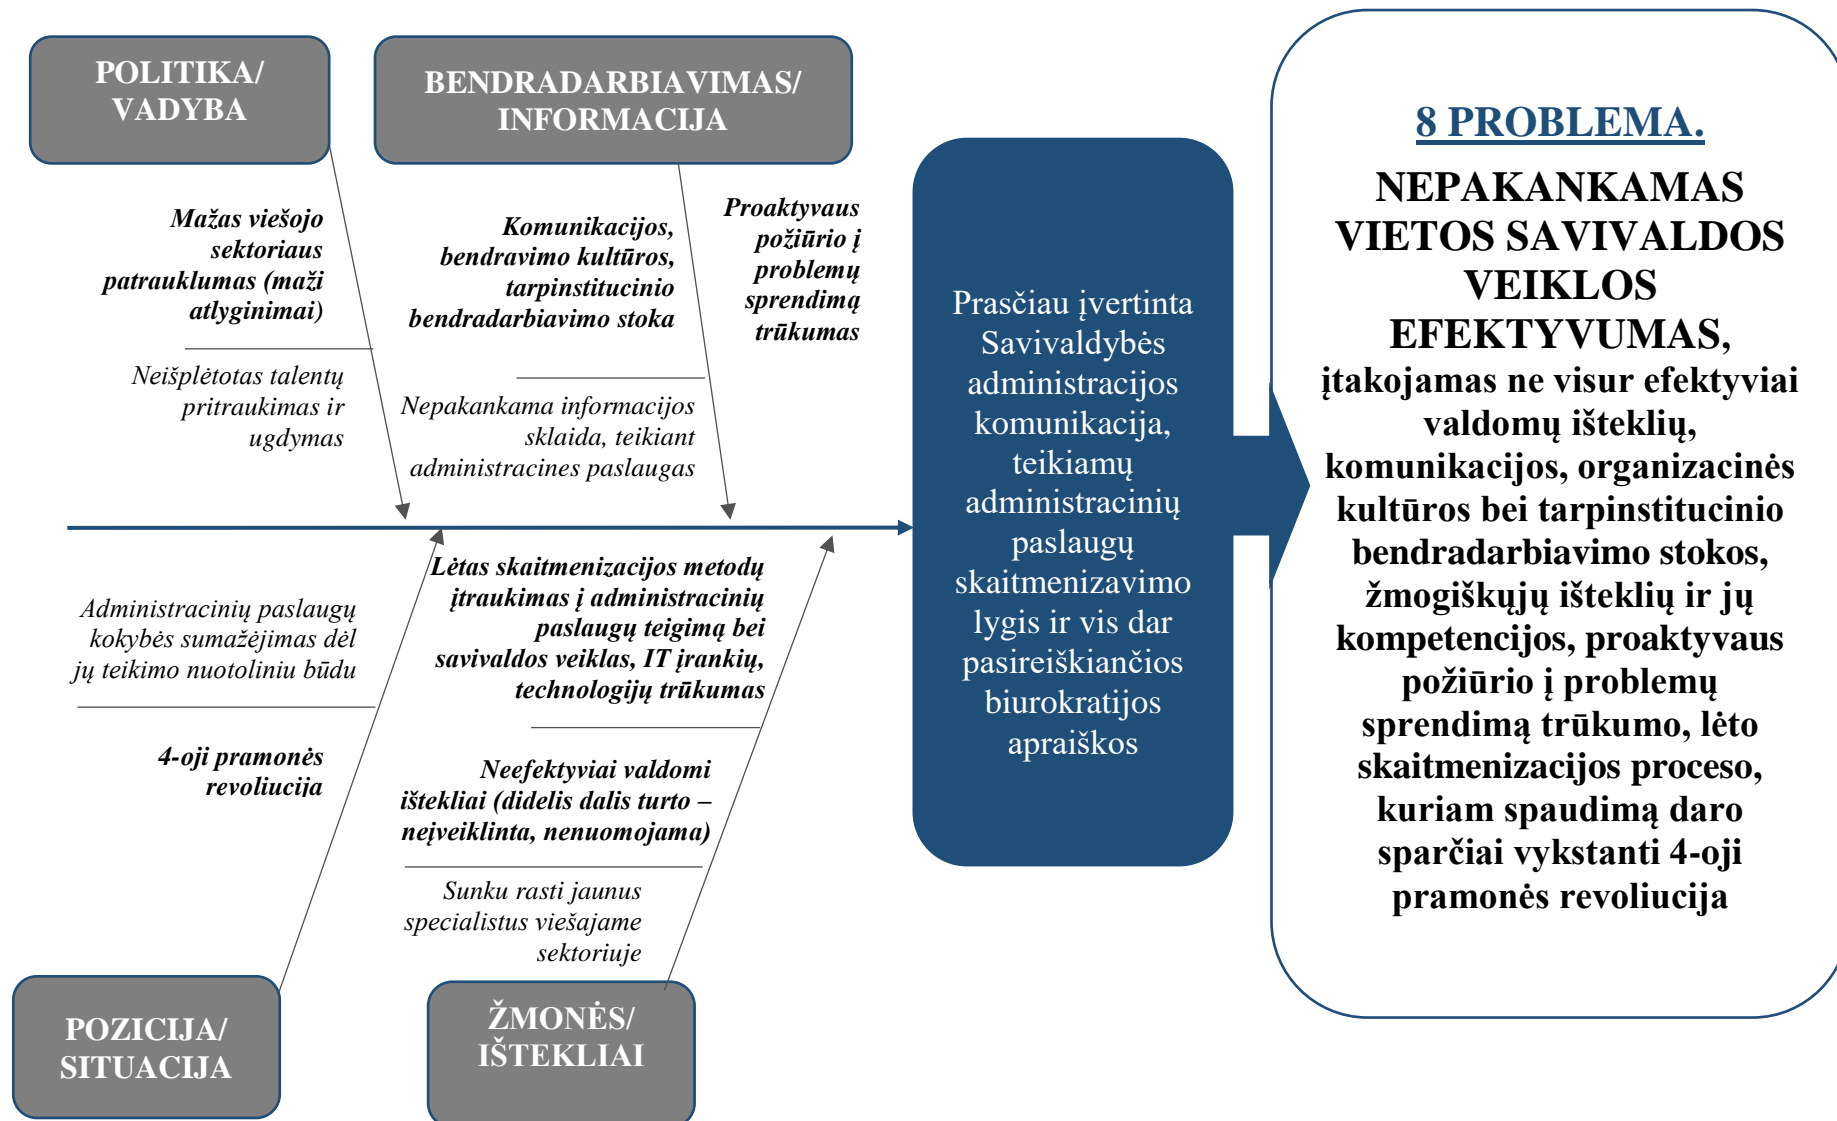 POLITIKA/
VADYBA
BENDRADARBIAVIMAS/
INFORMACIJA
Mažas viešojo
sektoriaus
patrauklumas (maži
atlyginimai)
Neišplėtotas talentų
pritraukimas ir
ugdymas
Komunikacijos,
bendravimo kultūros,
tarpinstitucinio
bendradarbiavimo stoka
Nepakankama informacijos
sklaida, teikiant
administracines paslaugas
Proaktyvaus
požiūrio į
problemų
sprendimą
trūkumas
Administracinių paslaugų
kokybės sumažėjimas dėl
jų teikimo nuotoliniu būdu
4-oji pramonės
revoliucija
Lėtas skaitmenizacijos metodų
įtraukimas į administracinių
paslaugų teigimą bei
savivaldos veiklas, IT įrankių,
technologijų trūkumas
Neefektyviai valdomi
ištekliai (didelis dalis turto –
neįveiklinta, nenuomojama)
Sunku rasti jaunus
specialistus viešajame
sektoriuje
POZICIJA/
SITUACIJA
ŽMONĖS/
IŠTEKLIAI
Prasčiau įvertinta
Savivaldybės
administracijos
komunikacija,
teikiamų
administracinių
paslaugų
skaitmenizavimo
lygis ir vis dar
pasireiškiančios
biurokratijos
apraiškos
8 PROBLEMA.
NEPAKANKAMAS
VIETOS SAVIVALDOS
VEIKLOS
EFEKTYVUMAS,
įtakojamas ne visur efektyviai
valdomų išteklių,
komunikacijos, organizacinės
kultūros bei tarpinstitucinio
bendradarbiavimo stokos,
žmogiškųjų išteklių ir jų
kompetencijos, proaktyvaus
požiūrio į problemų
sprendimą trūkumo, lėto
skaitmenizacijos proceso,
kuriam spaudimą daro
sparčiai vykstanti 4-oji
pramonės revoliucija